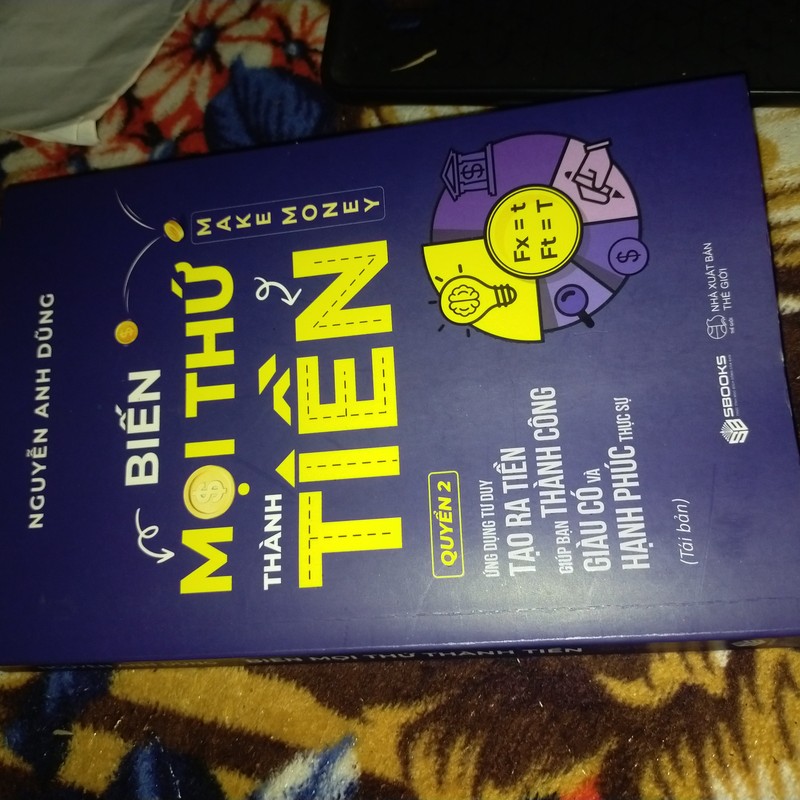 NGUYỄN ANH DŨNG
BIẾN
MỌI THỨ
THÀNH
TIỀN
MAKE MONEY
QUYỂN 2
ỨNG DỤNG TƯ DUY
TẠO RA TIỀN
GIÚP BẠN THÀNH CÔNG
GIÀU CÓ VÀ
HẠNH PHÚC THỰC SỰ
(Tái bản)
Fx = t
Ft = T
SBOOKS
NHÀ XUẤT BẢN
THẾ GIỚI
BIẾN MỌI THỨ THÀNH TIỀN